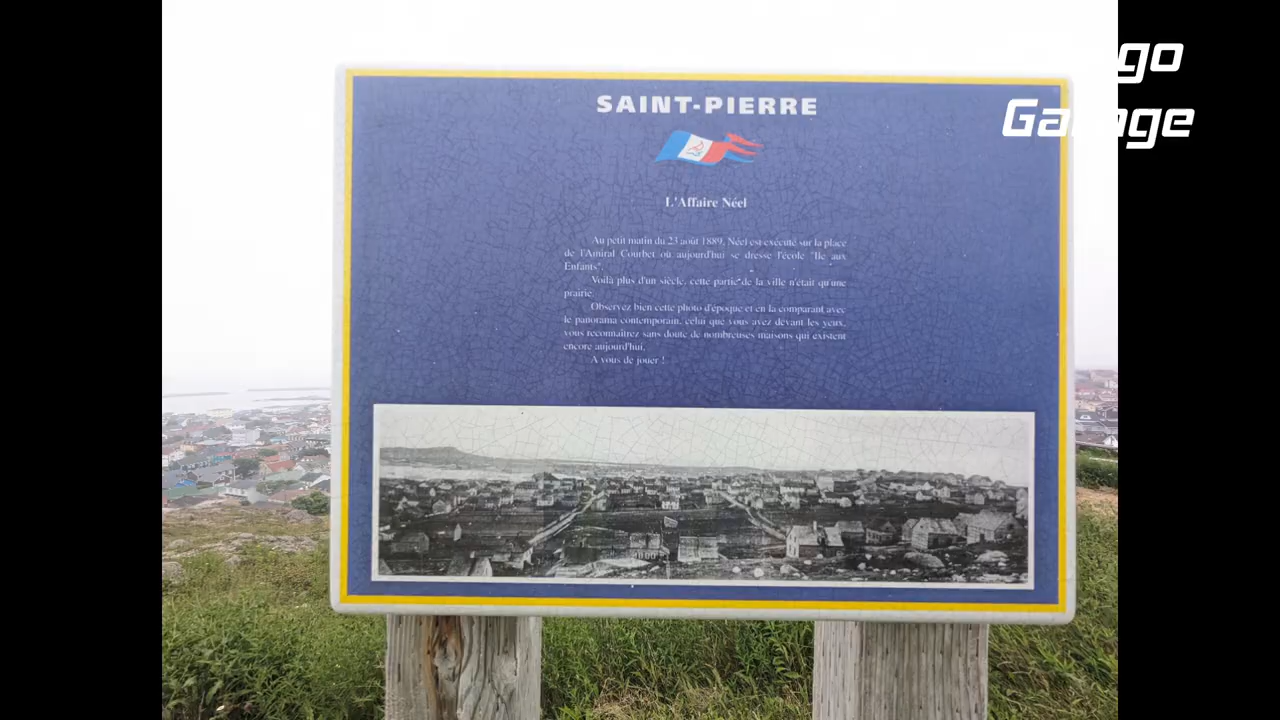 SAINT-PIERRE
L'Affaire Néel
Au petit matin du 23 août 1889, Néel est exécuté sur la place
de l'Amiral Courbet où aujourd'hui se dresse l'école "Ile aux
Enfants".
Voilà plus d'un siècle, cette partie de la ville n'était qu'une
prairie.
Observez bien cette photo d'époque et en la comparant avec
le panorama contemporain, celui que vous avez devant les yeux,
vous reconnaîtrez sans doute de nombreuses maisons qui existent
encore aujourd'hui.
A vous de jouer !
go
Ga age